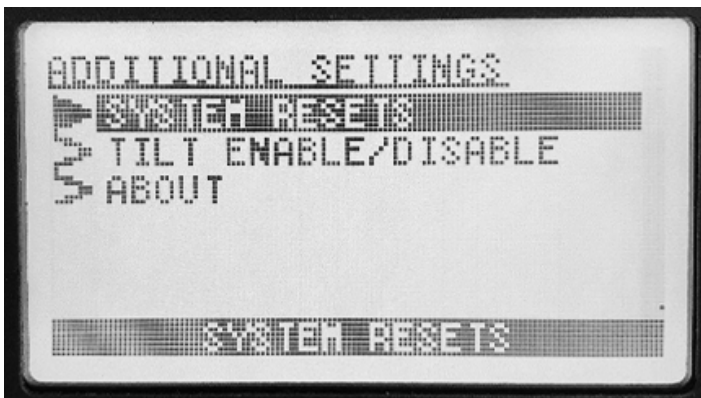 ADDITIONAL SETTINGS
SYSTEM RESETS
TILT ENABLE/DISABLE
ABOUT
SYSTEM RESETS